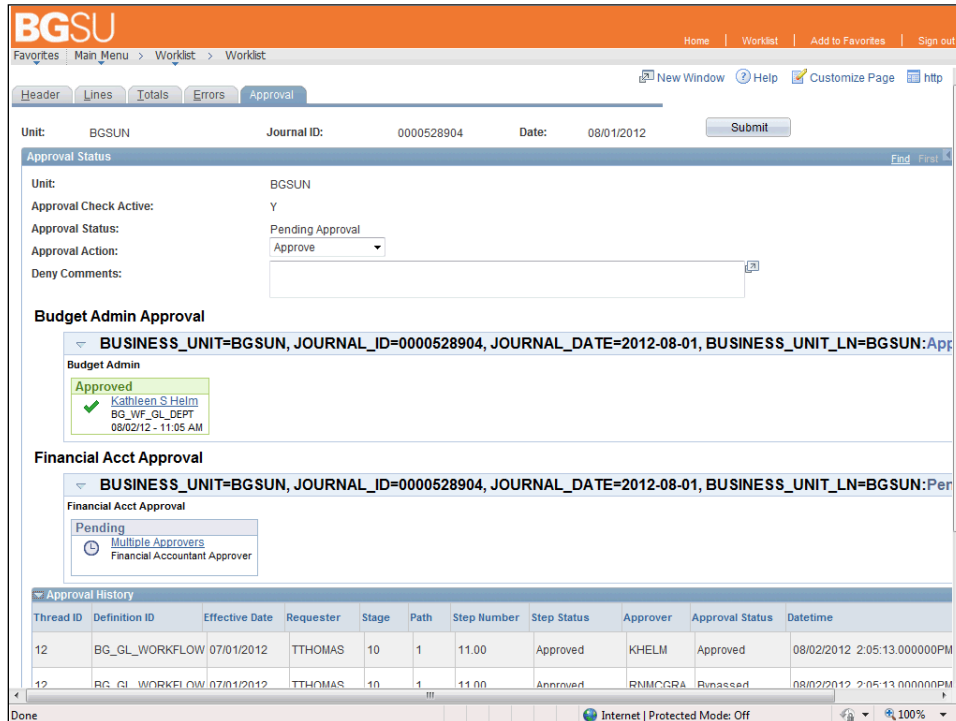 BGSU
Home | Worklist | Add to Favorites | Sign out
Favorites Main Menu > Worklist > Worklist
New Window Help Customize Page http
Header Lines Totals Errors Approval
Unit: BGSUN Journal ID: 0000528904 Date: 08/01/2012 Submit
Approval Status Find First
Unit: BGSUN
Approval Check Active: Y
Approval Status: Pending Approval
Approval Action: Approve
Deny Comments:
Budget Admin Approval
BUSINESS_UNIT=BGSUN, JOURNAL_ID=0000528904, JOURNAL_DATE=2012-08-01, BUSINESS_UNIT_LN=BGSUN:App
Budget Admin
Approved
Kathleen S Helm
BG_WF_GL_DEPT
08/02/12 - 11:05 AM
Financial Acct Approval
BUSINESS_UNIT=BGSUN, JOURNAL_ID=0000528904, JOURNAL_DATE=2012-08-01, BUSINESS_UNIT_LN=BGSUN:Pen
Financial Acct Approval
Pending
Multiple Approvers
Financial Accountant Approver
Approval History
Thread ID Definition ID Effective Date Requester Stage Path Step Number Step Status Approver Approval Status Datetime
12 BG_GL_WORKFLOW 07/01/2012 TTHOMAS 10 1 11.00 Approved KHELM Approved 08/02/2012 2:05:13.000000PM
12 BG_GL_WORKFLOW 07/01/2012 TTHOMAS 10 1 11.00 Approved RNMCGRA Bypassed 08/02/2012 2:05:13.000000PM
Done Internet | Protected Mode: Off 100%